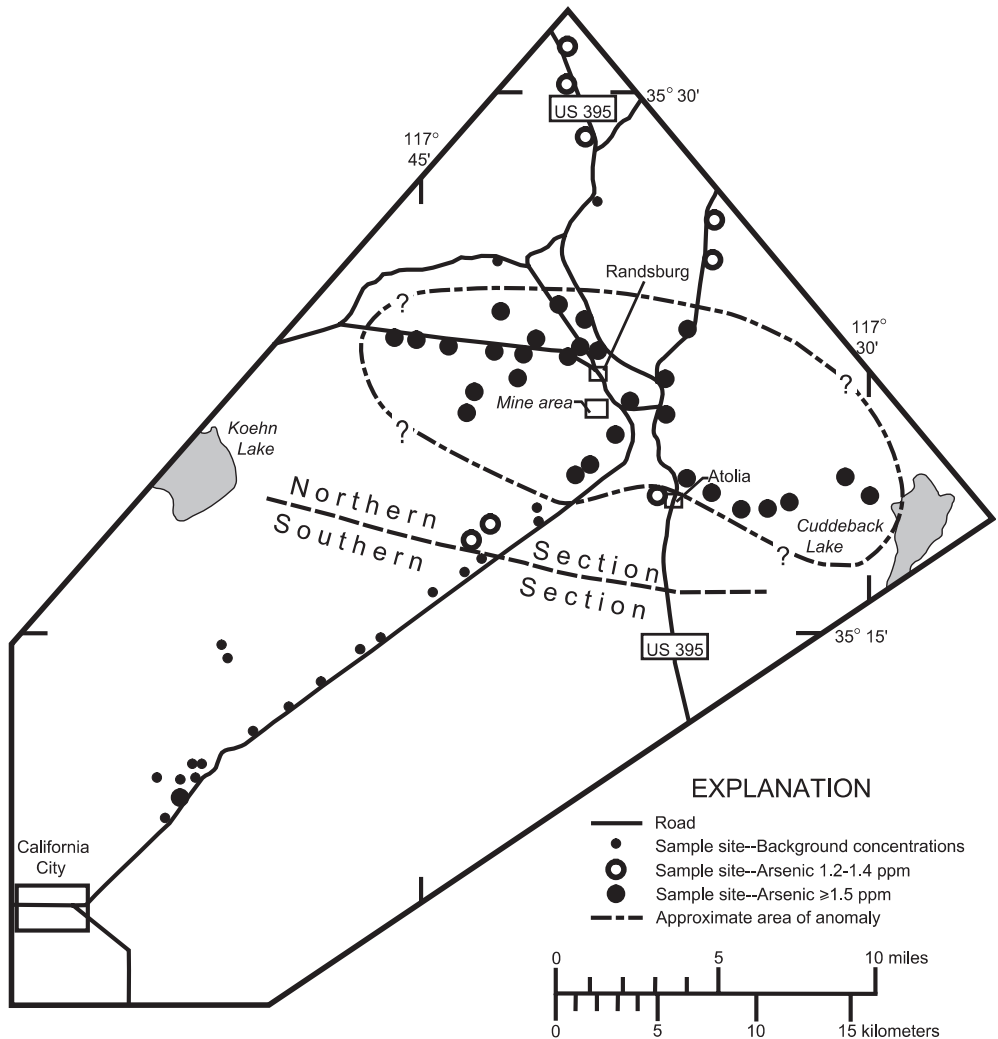 US 395
35° 30'
117°
45'
Randsburg
?
117°
30'
?
Mine area
?
Koehn
Lake
Atolia
Northern
Section
Cuddeback
Lake
?
Southern
Section
35° 15'
US 395
EXPLANATION
Road
Sample site--Background concentrations
Sample site--Arsenic 1.2-1.4 ppm
Sample site--Arsenic ≥1.5 ppm
Approximate area of anomaly
California
City
0 5 10 miles
0 5 10 15 kilometers